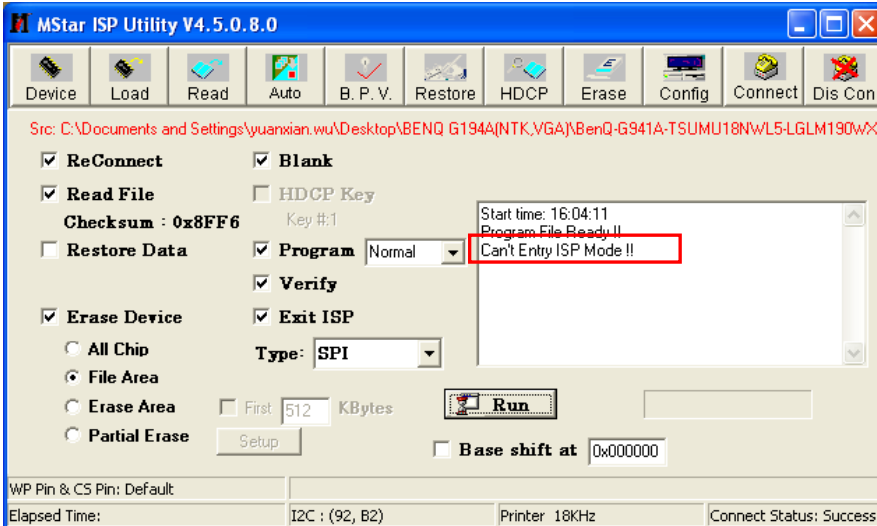 MStar ISP Utility V4.5.0.8.0
Device Load Read Auto B. P. V. Restore HDCP Erase Config Connect Dis Con
Src: C:\Documents and Settings\yuanxian.wu\Desktop\BENQ G194A(NTK,VGA)\BenQ-G941A-TSUMU18NWL5-LGLM190WX
ReConnect Blank
Read File HDCP Key
Checksum : 0x8FF6 Key #:1
Restore Data Program Normal
Verify
Erase Device Exit ISP
All Chip Type: SPI
File Area
Erase Area First 512 KBytes
Partial Erase Setup
Start time: 16:04:11
Program File Ready !!
Can't Entry ISP Mode !!
Run
Base shift at 0x000000
WP Pin & CS Pin: Default
Elapsed Time: I2C : (92, B2) Printer 18KHz Connect Status: Success